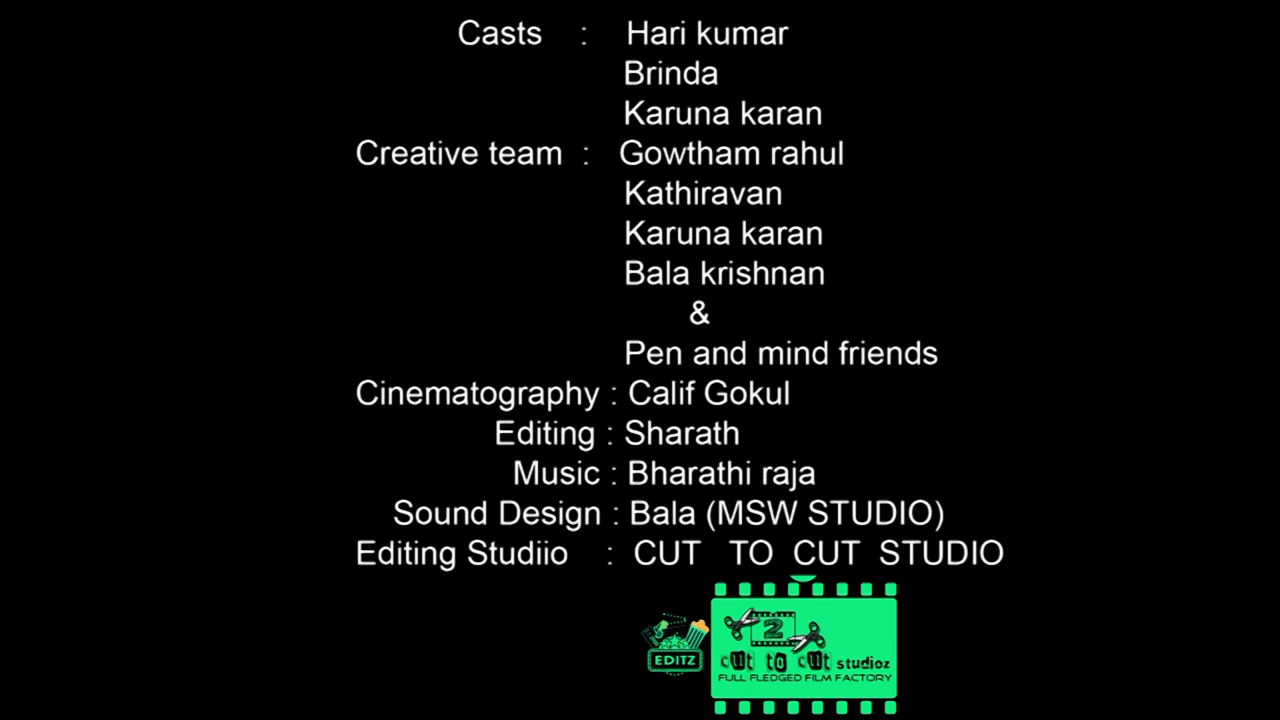 Casts : Hari kumar
Brinda
Karuna karan
Creative team : Gowtham rahul
Kathiravan
Karuna karan
Bala krishnan
&
Pen and mind friends
Cinematography : Calif Gokul
Editing : Sharath
Music : Bharathi raja
Sound Design : Bala (MSW STUDIO)
Editing Studiio : CUT TO CUT STUDIO
2
EDITZ
cut to cut studioz
FULL FLEDGED FILM FACTORY